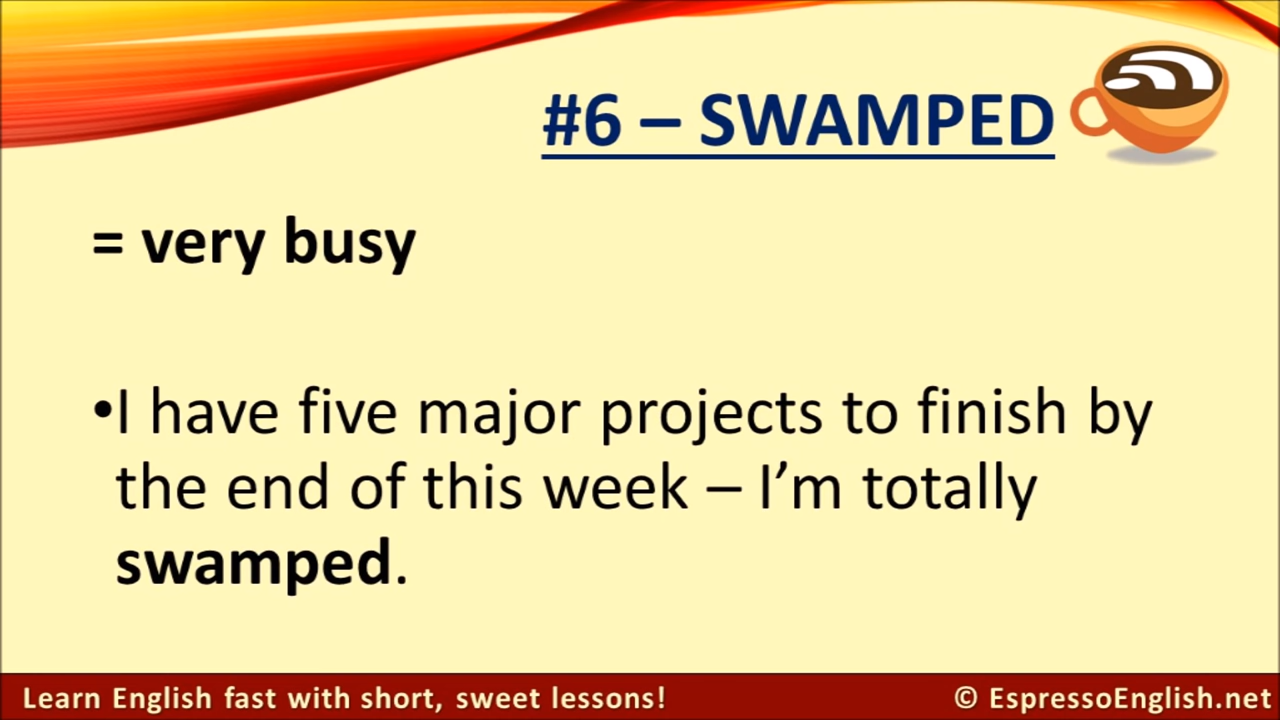 #6 – SWAMPED
= very busy
•I have five major projects to finish by
the end of this week – I’m totally
swamped.
Learn English fast with short, sweet lessons!
© EspressoEnglish.net